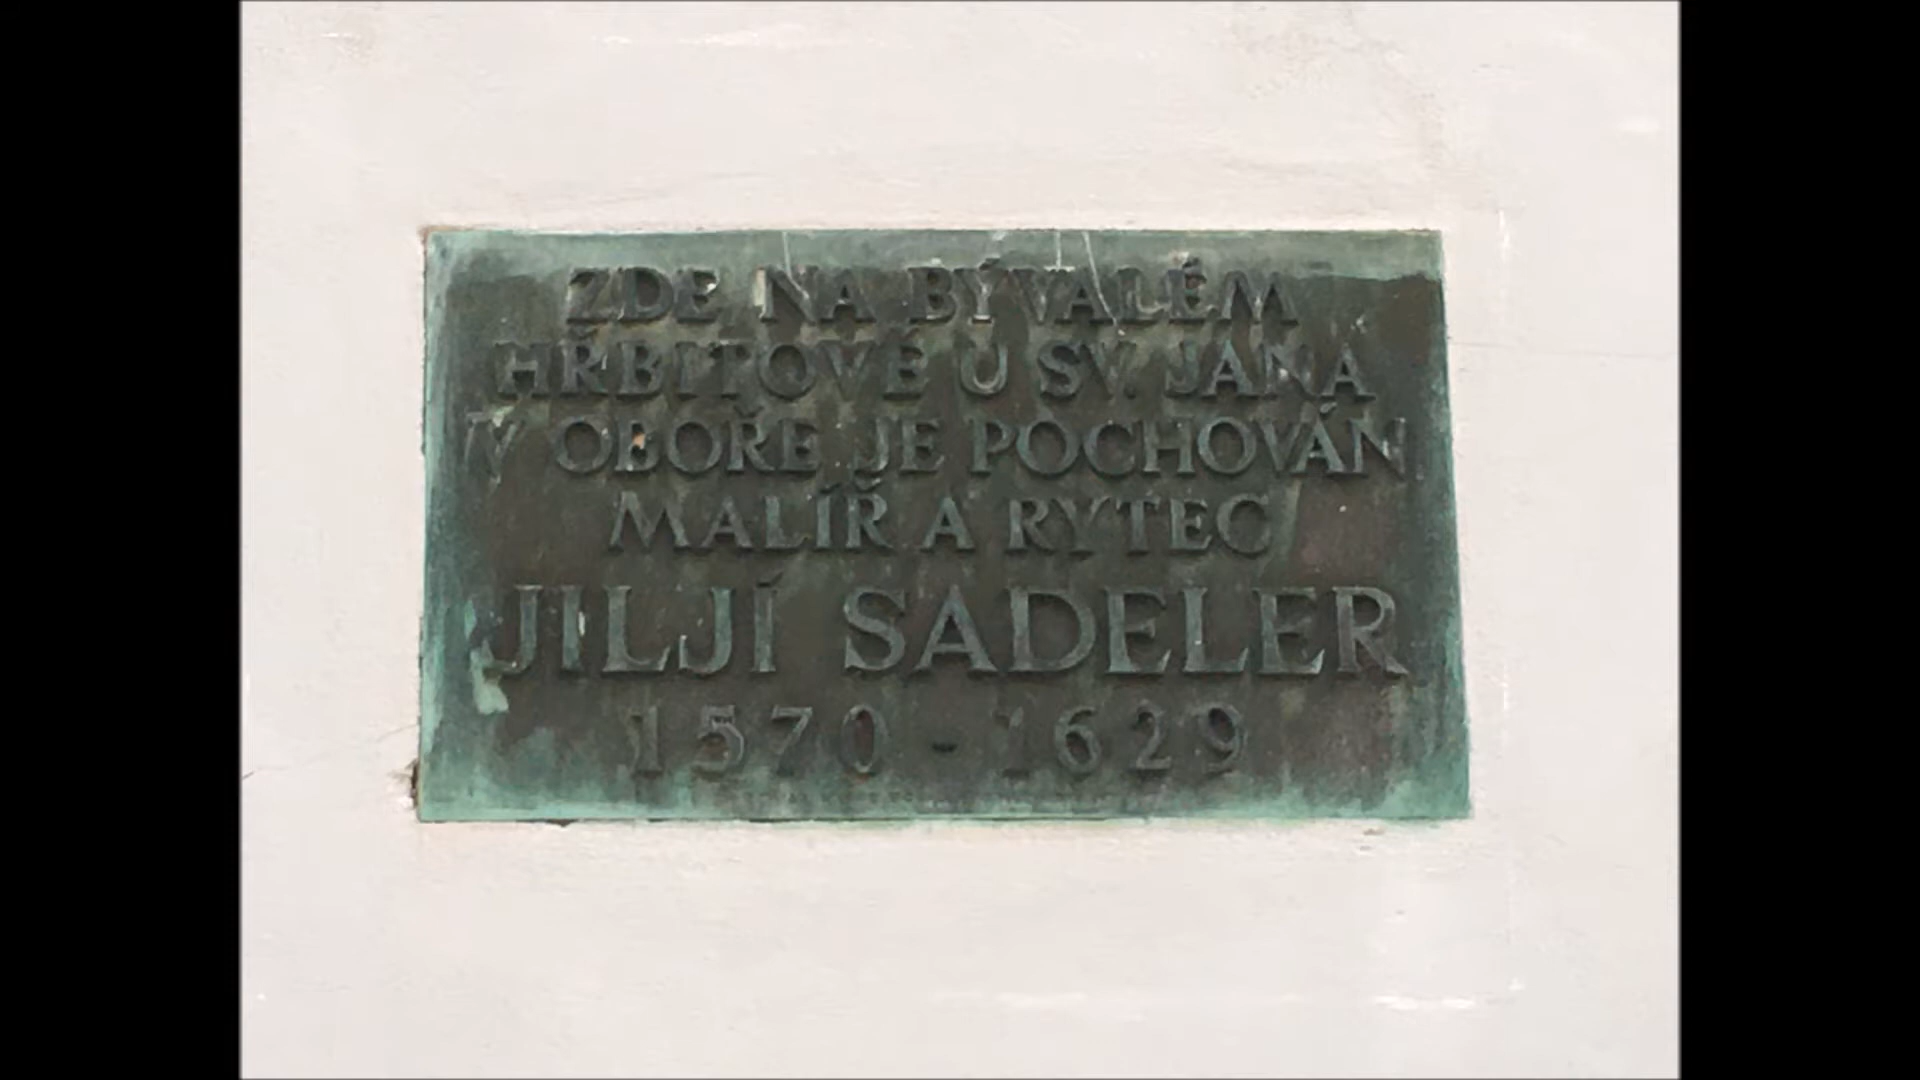 ZDE NA BÝVALÉM
HŘBITOVĚ U SV. JANA
V OBOŘE JE POCHOVÁN
MALÍŘ A RYTEC
JILJÍ SADELER
1570 - 1629